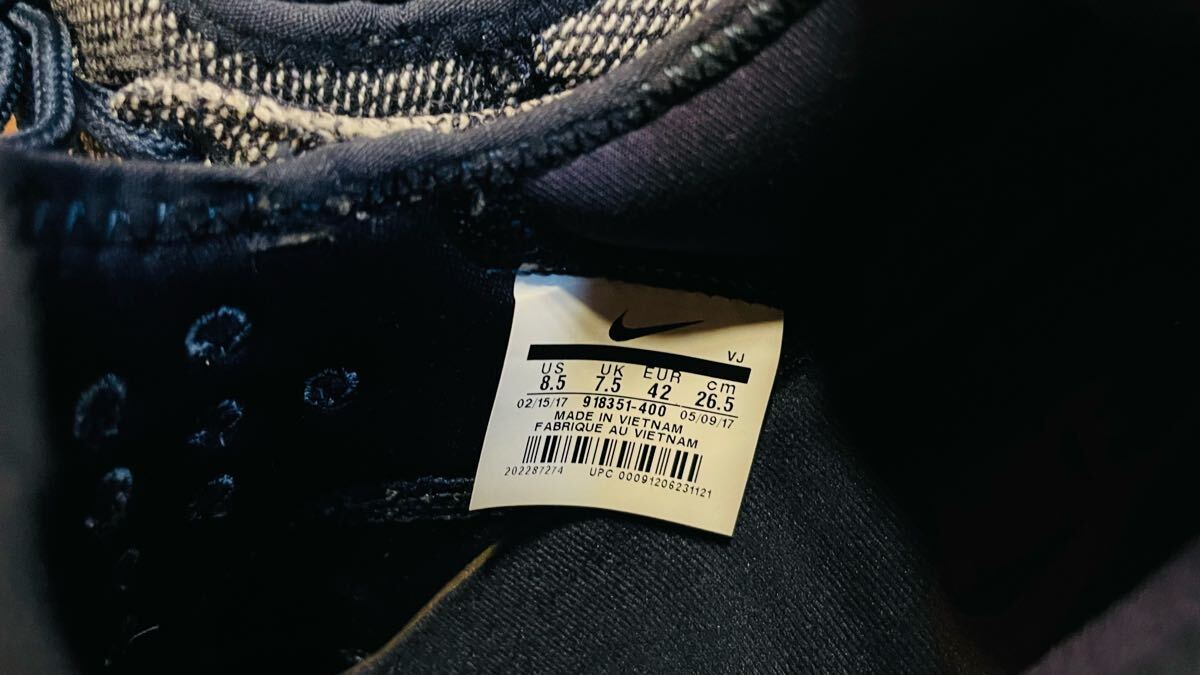 VJ
US UK EUR cm
8.5 7.5 42 26.5
02/15/17 918351-400 05/09/17
MADE IN VIETNAM
FABRIQUE AU VIETNAM
202287274 UPC 00091206231121